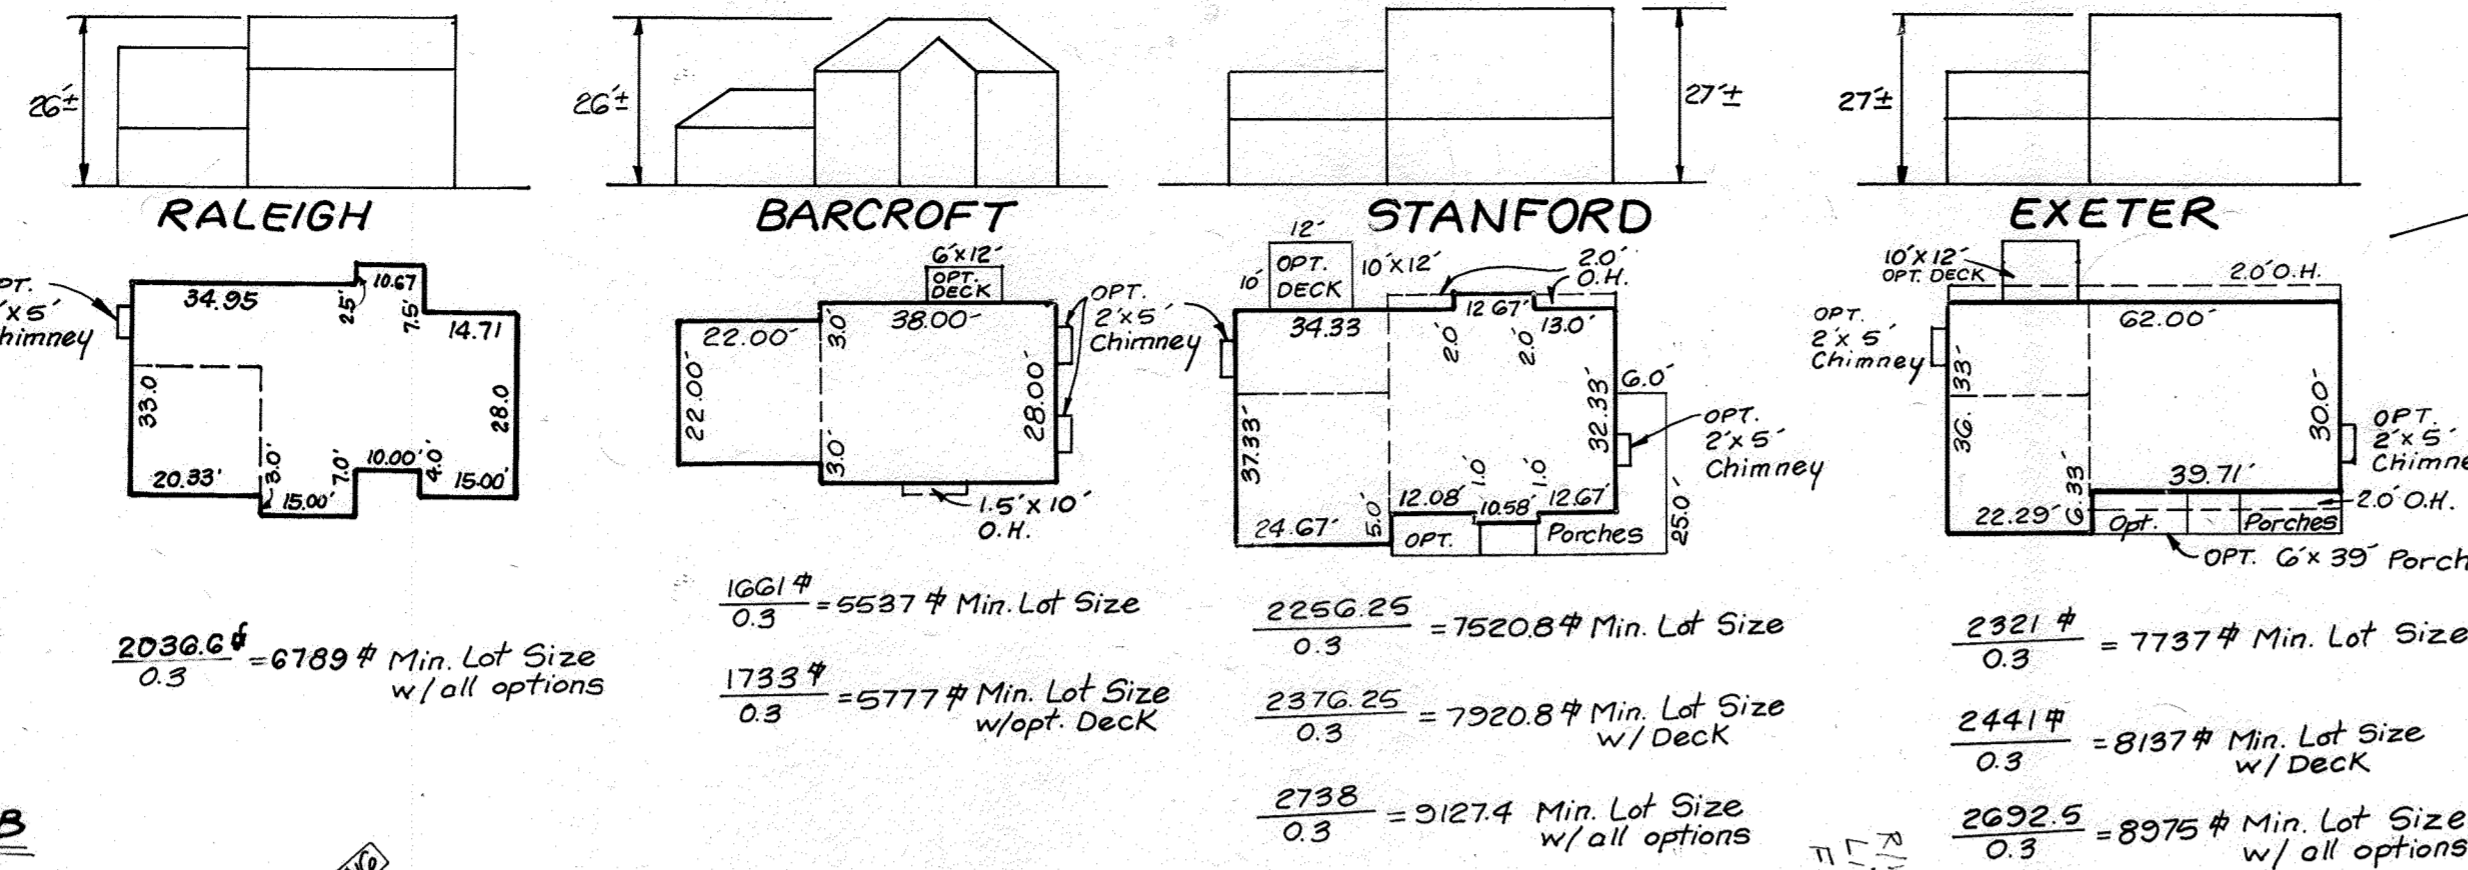 26'±
RALEIGH
34.95
2.5'
10.67
7.5'
14.71
33.0
28.0
20.33'
3.0'
15.00'
7.0'
10.00'
4.0'
15.00'
PT.
'x5'
himney
2036.6⌗
0.3
=6789⌗ Min. Lot Size
w/all options
B
26'±
BARCROFT
6'x12'
OPT.
DECK
22.00'
3.0'
38.00'
22.00'
28.00'
3.0'
OPT.
2'x5'
Chimney
1.5'x10'
O.H.
1661⌗
0.3
=5537⌗ Min. Lot Size
1733⌗
0.3
=5777⌗ Min. Lot Size
w/opt. Deck
27'±
STANFORD
12'
10'
OPT.
DECK
10'x12'
2.0'
O.H.
34.33
12.67'
13.0'
2.0'
2.0'
32.33'
6.0'
37.33'
OPT.
2'x5'
Chimney
12.08'
1.0'
10.58'
1.0'
12.67'
24.67'
5.0'
OPT.
Porches
25.0'
2256.25
0.3
=7520.8⌗ Min. Lot Size
2376.25
0.3
=7920.8⌗ Min. Lot Size
w/Deck
2738
0.3
=9127.4 Min. Lot Size
w/all options
27'±
EXETER
10'x12'
OPT. DECK
2.0'O.H.
OPT.
2'x5'
Chimney
62.00'
36.33'
30.0'
OPT.
2'x5'
Chimne
39.71'
22.29'
6.33'
Opt.
Porches
2.0'O.H.
OPT. 6'x39' Porch
2321⌗
0.3
=7737⌗ Min. Lot Size
2441⌗
0.3
=8137⌗ Min. Lot Size
w/Deck
2692.5
0.3
=8975⌗ Min. Lot Size
w/all options